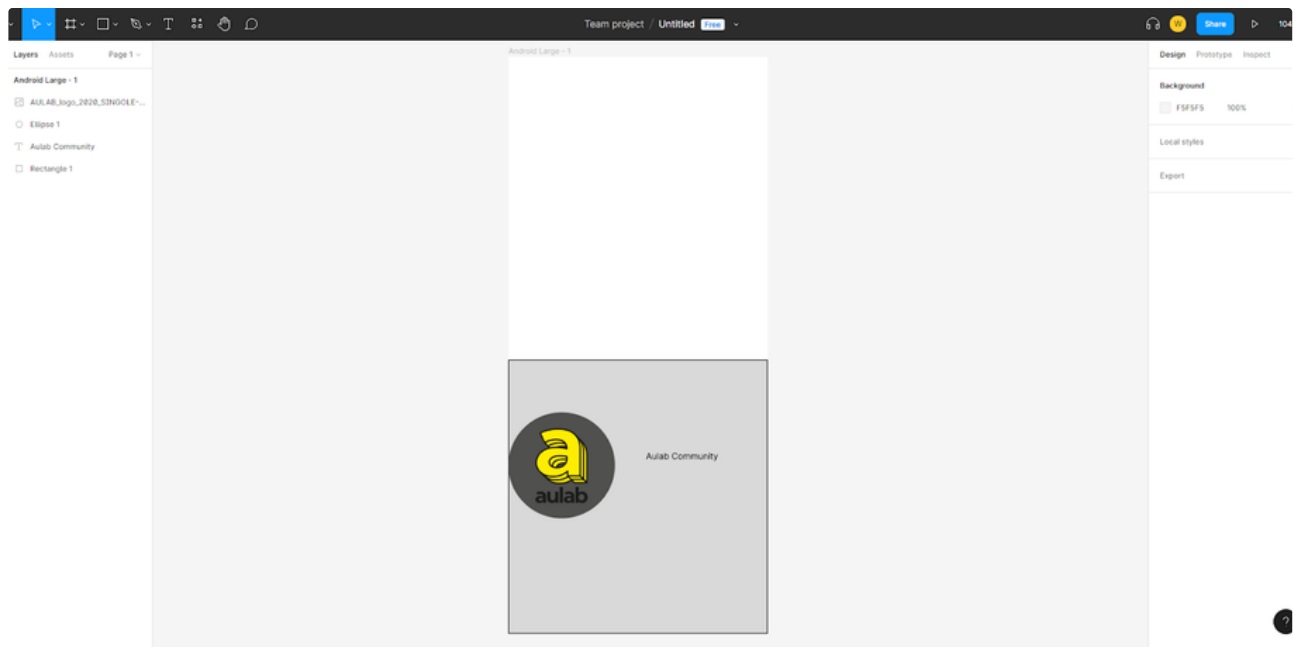 Team project / Untitled Free
Share
104
Layers Assets Page 1
Android Large - 1
AULAB_logo_2020_SINGOLE-...
Ellipse 1
Aulab Community
Rectangle 1
Android Large - 1
a
aulab
Aulab Community
Design Prototype Inspect
Background
F5F5F5 100%
Local styles
Export
W
?